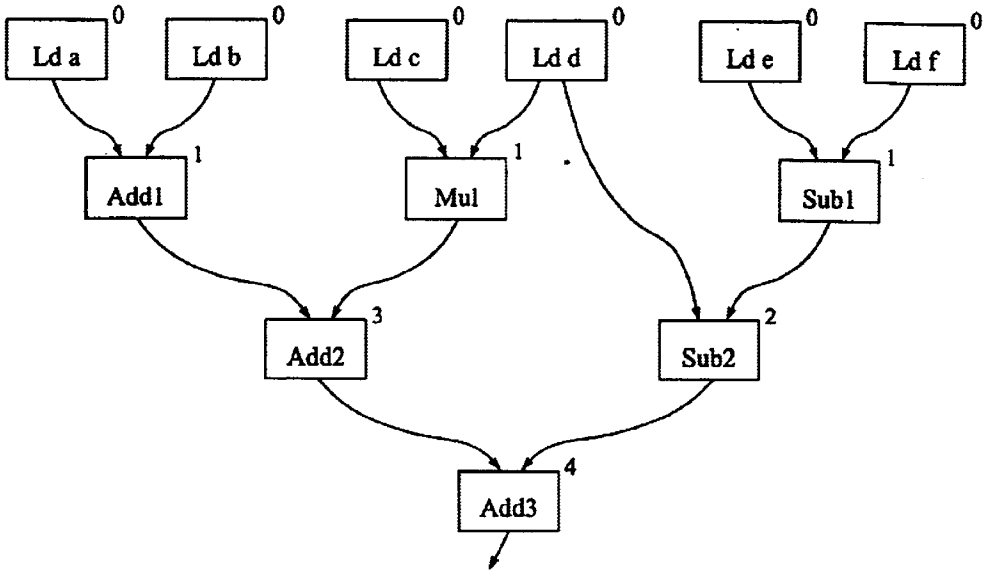 0 0 0 0 0 0
Ld a Ld b Ld c Ld d Ld e Ld f
1 1 1
Add1 Mul Sub1
3 2
Add2 Sub2
4
Add3